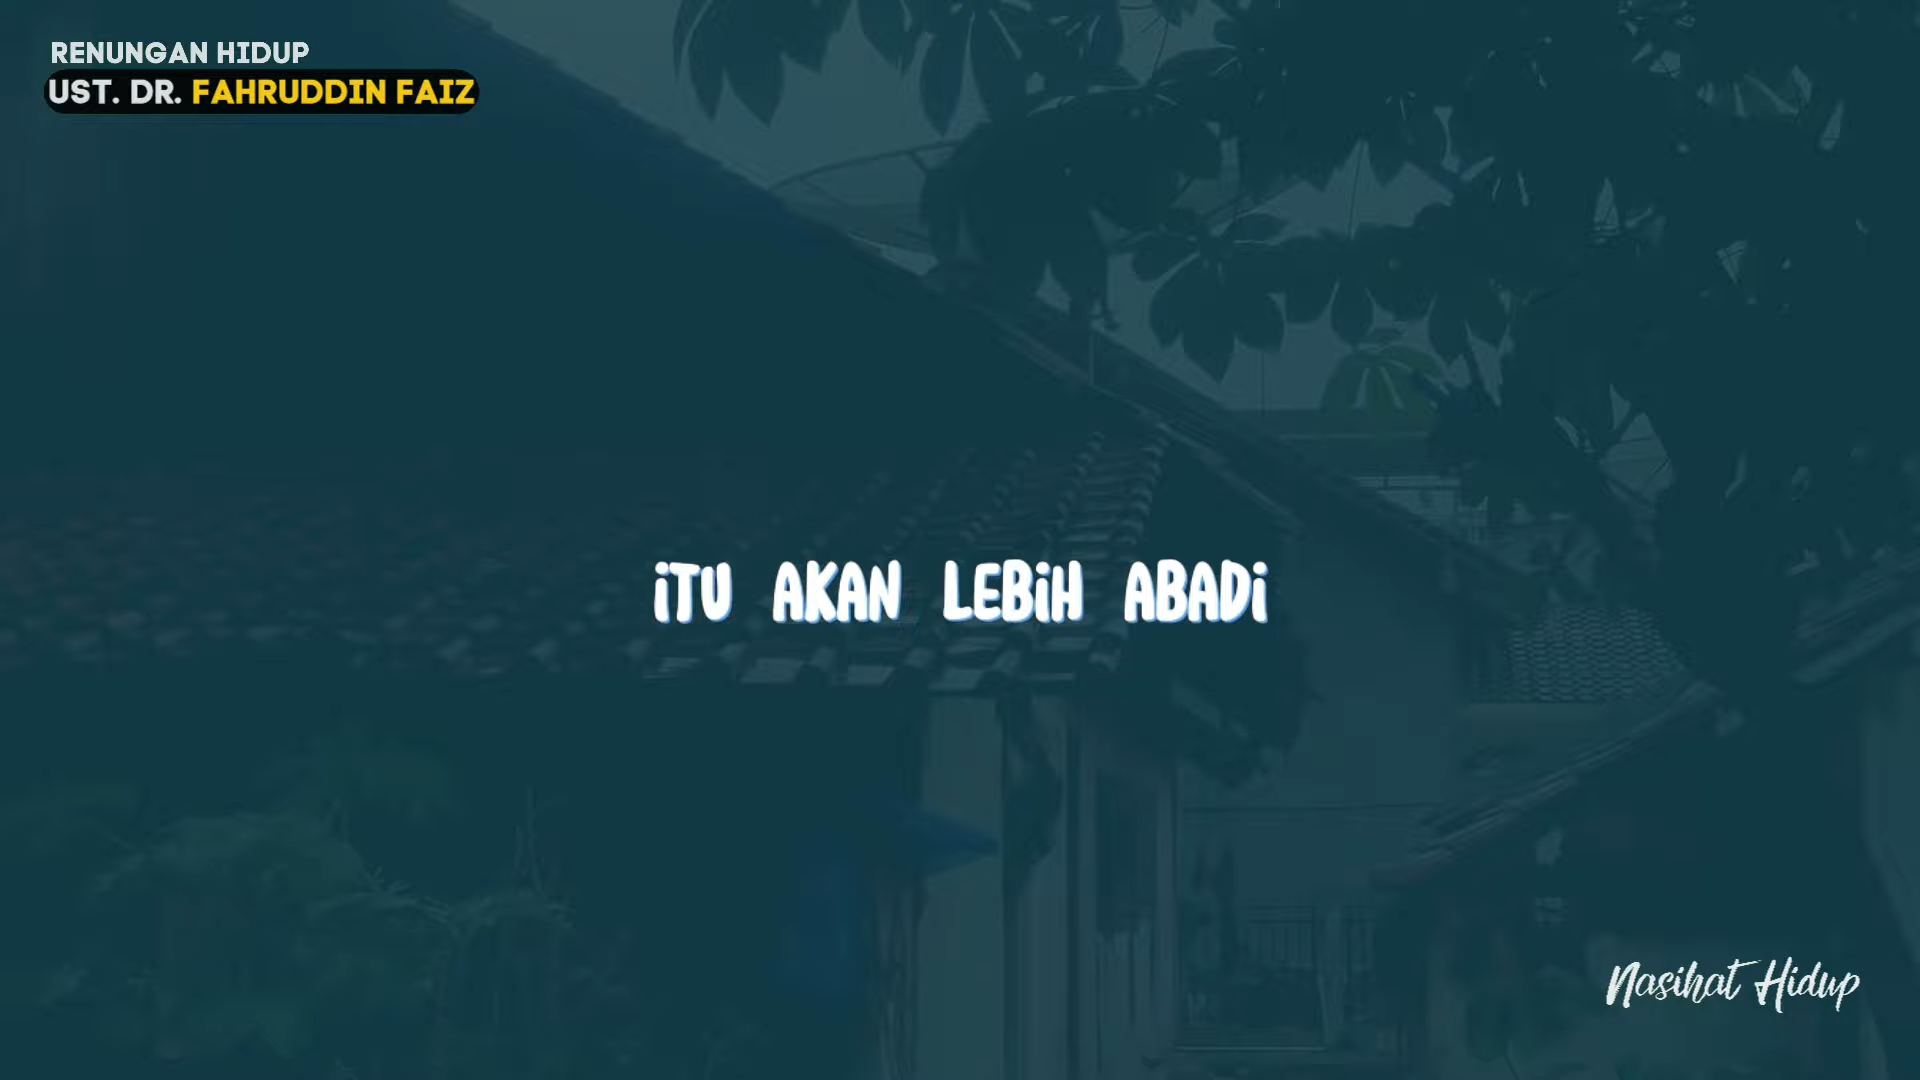 RENUNGAN HIDUP
UST. DR. FAHRUDDIN FAIZ
iTU AKAN LEBiH ABADi
Nasihat Hidup